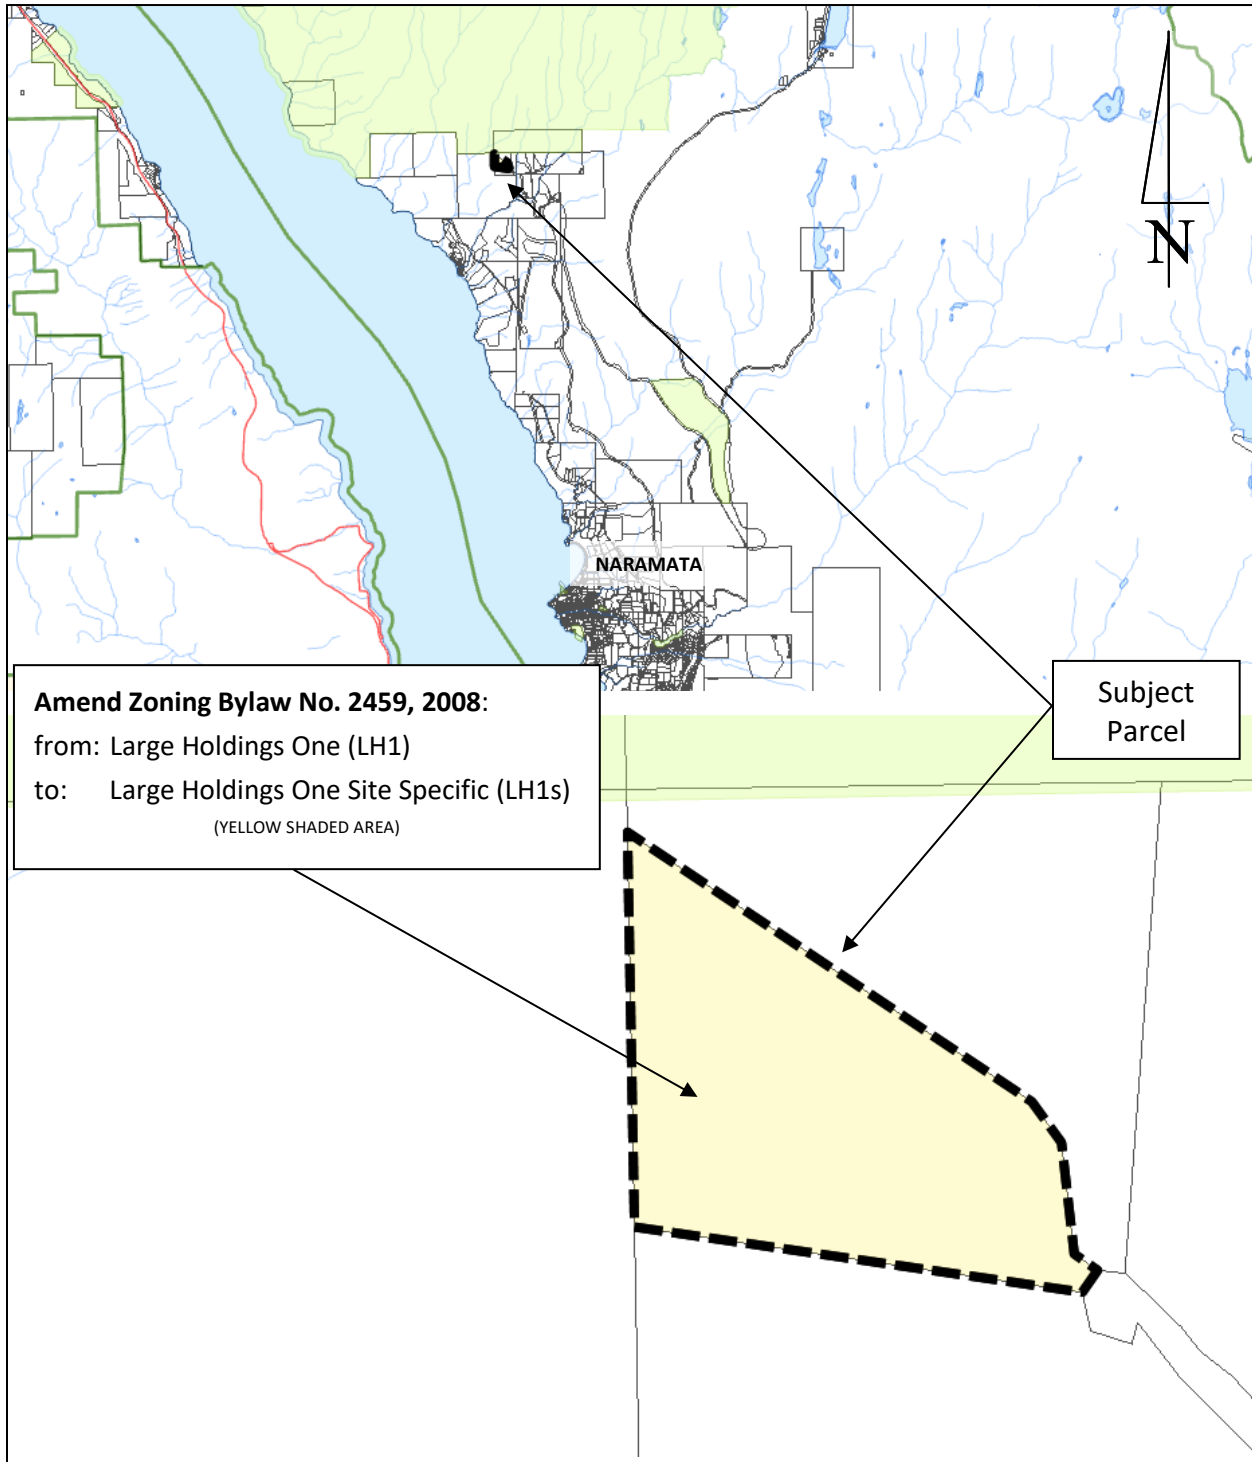 N
NARAMATA
Amend Zoning Bylaw No. 2459, 2008:
from: Large Holdings One (LH1)
to: Large Holdings One Site Specific (LH1s)
(YELLOW SHADED AREA)
Subject
Parcel